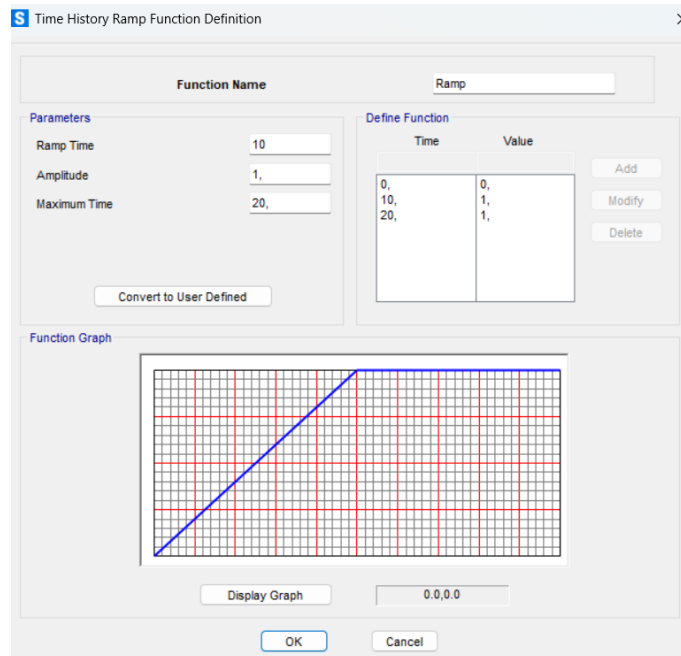 S Time History Ramp Function Definition
Function Name Ramp
Parameters
Ramp Time 10
Amplitude 1,
Maximum Time 20,
Convert to User Defined
Define Function
Time Value
0, 0,
10, 1,
20, 1,
Add
Modify
Delete
Function Graph
Display Graph 0.0,0.0
OK Cancel